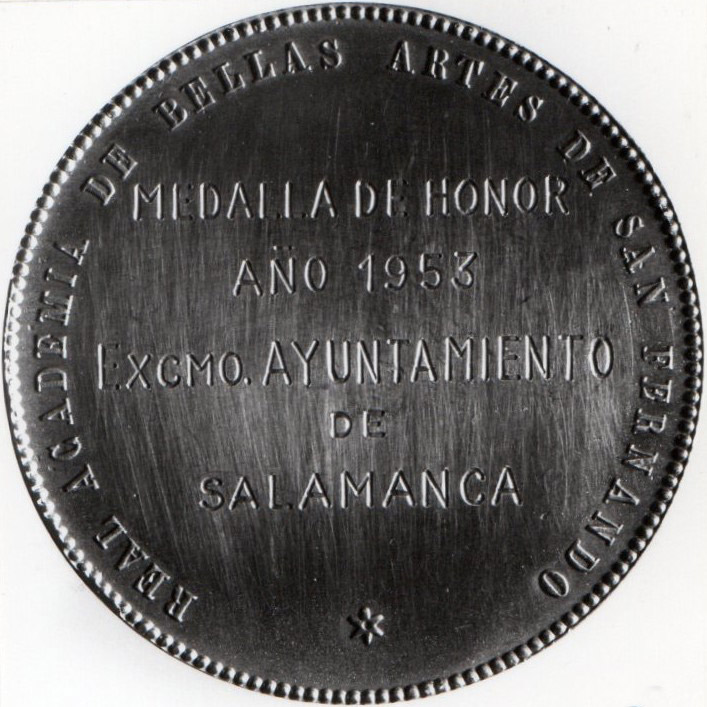 REAL ACADEMIA DE BELLAS ARTES DE SAN FERNANDO
MEDALLA DE HONOR
AÑO 1953
EXCMO. AYUNTAMIENTO
DE
SALAMANCA